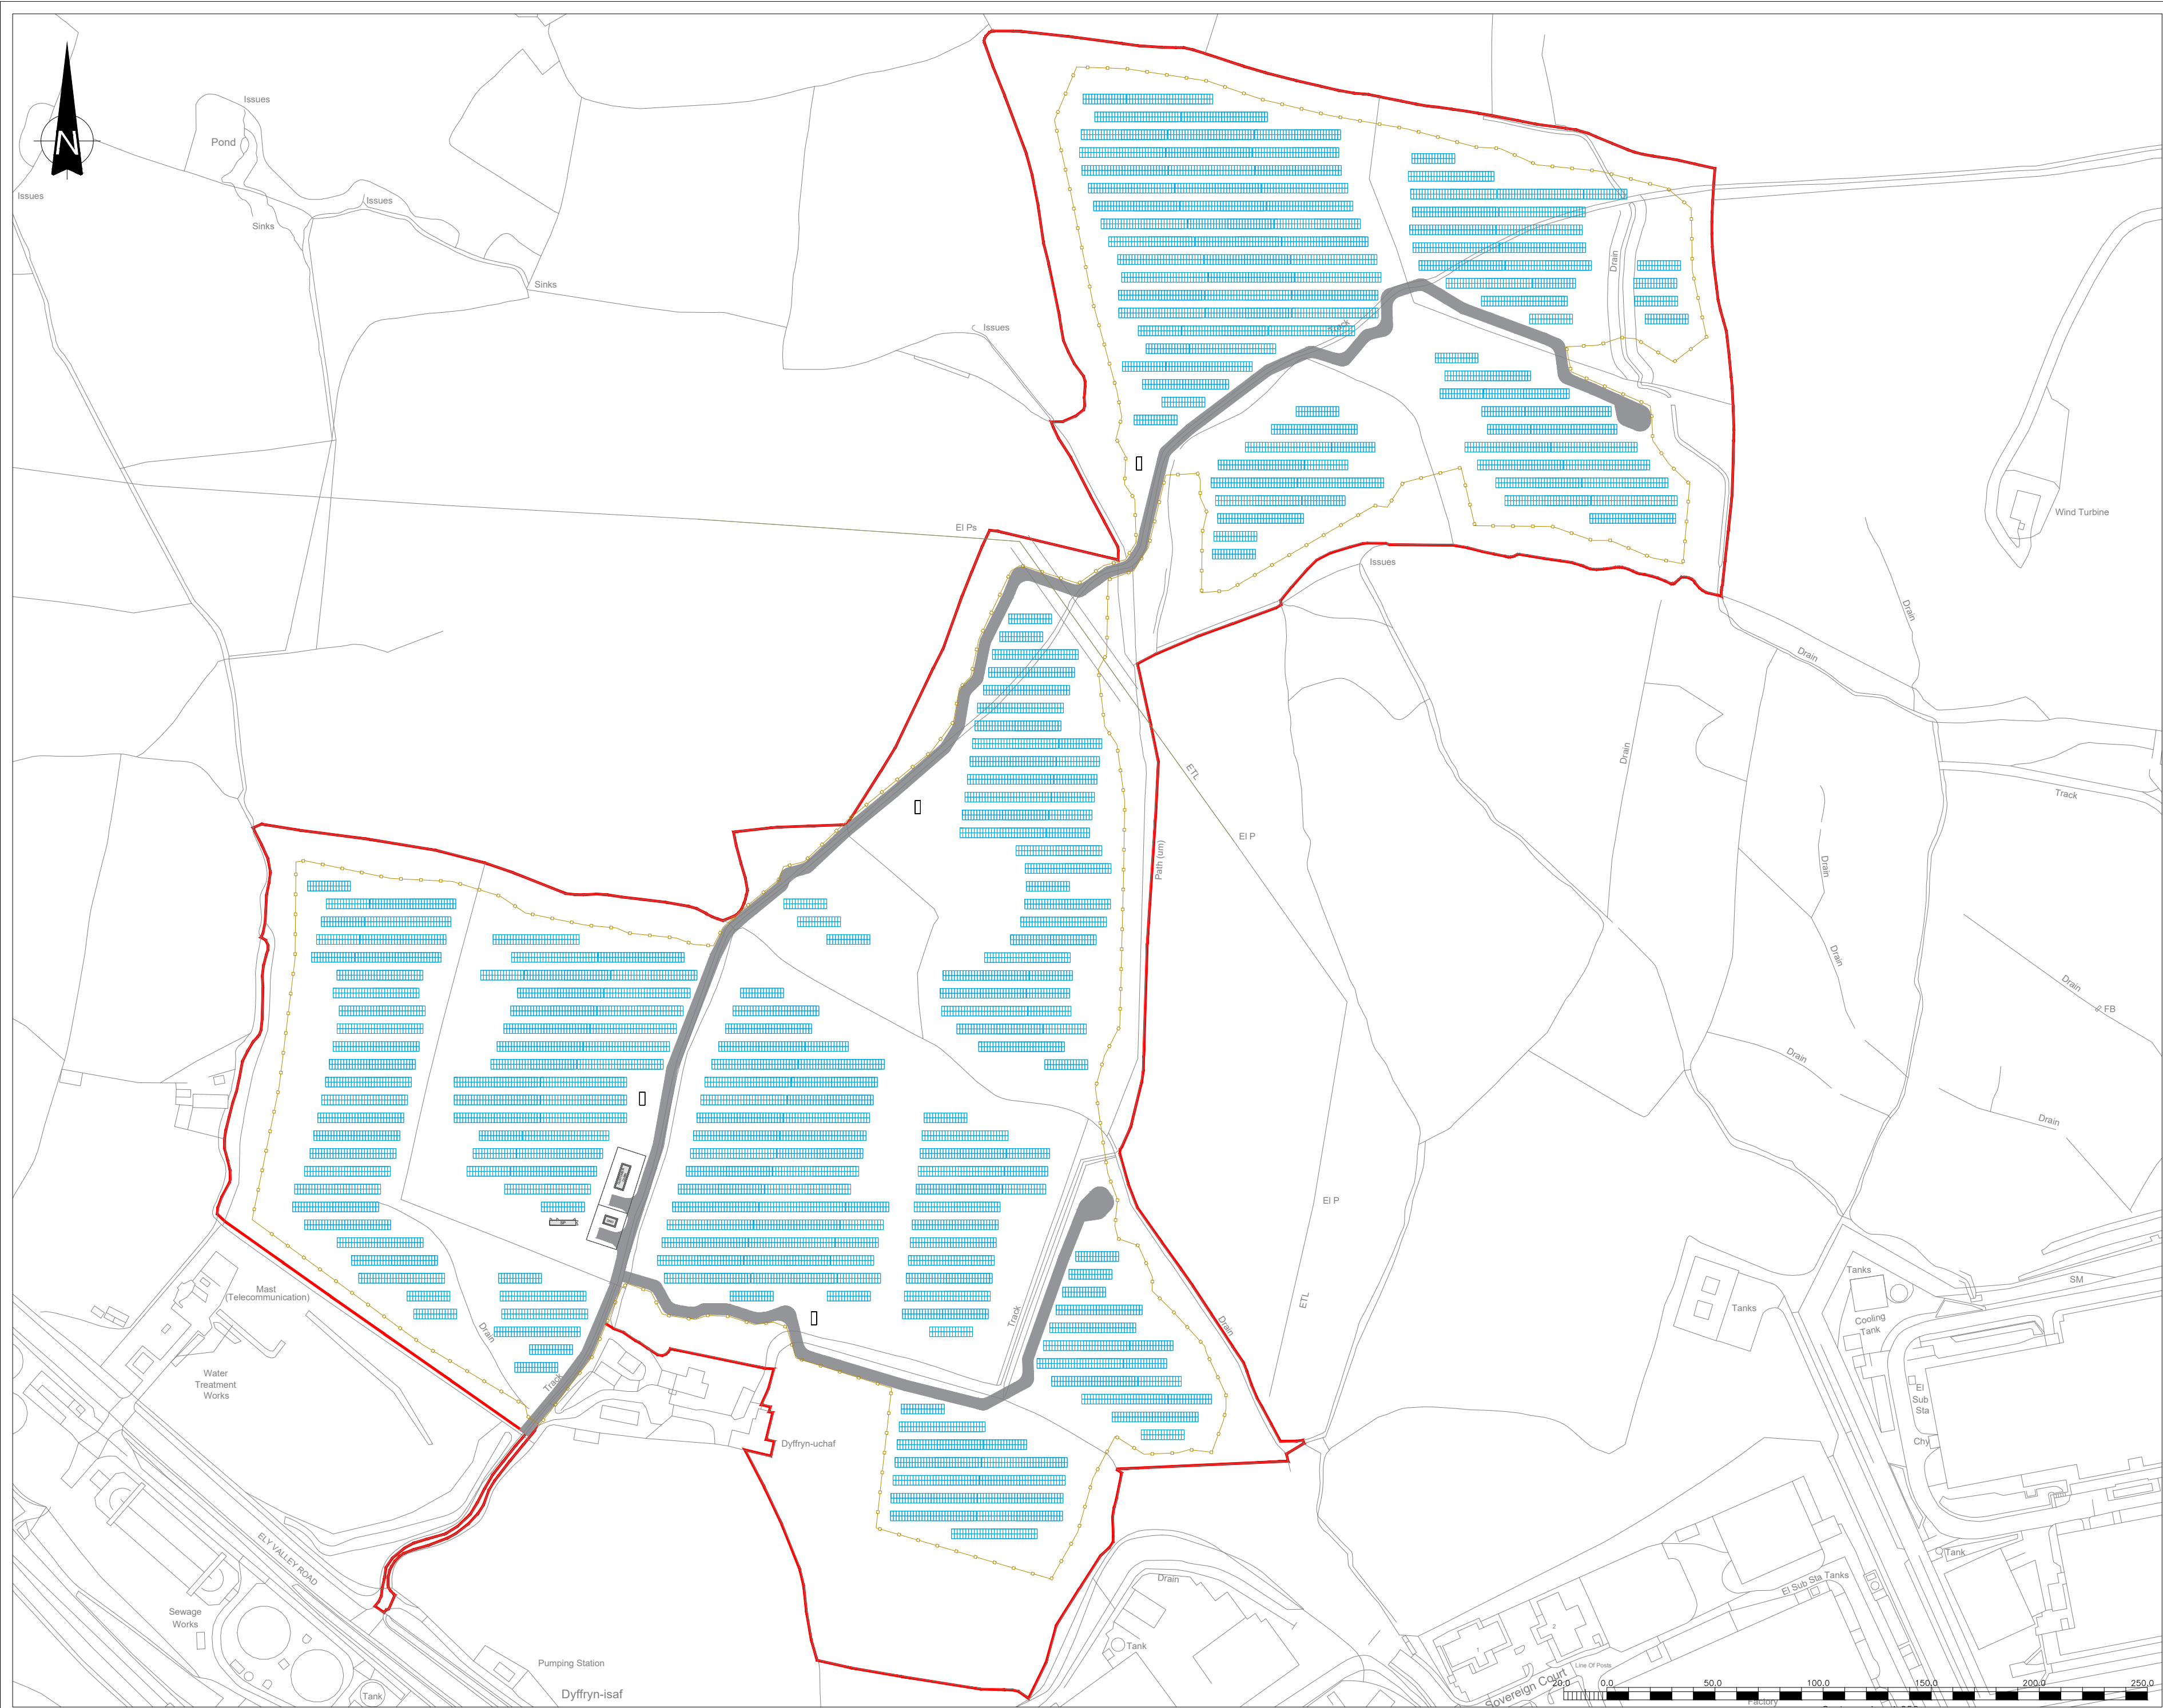 Issues
Pond
N
Issues
Issues
Sinks
Sinks
Issues
Track
Drain
El Ps
Wind Turbine
Issues
Drain
Drain
ETL
Drain
Track
El P
Path (um)
Drain
Drain
Drain
FB
Drain
Drain
El P
Mast
(Telecommunication)
Drain
Track
Track
ETL
Drain
Tanks
SM
Tanks
Cooling
Tank
Water
Treatment
Works
El
Sub
Sta
Chy
Dyffryn-uchaf
ELY VALLEY ROAD
Tank
Drain
El Sub Sta Tanks
Sewage
Works
Tank
1
2
Pumping Station
Line Of Posts
Dyffryn-isaf
Tank
Sovereign Court
20.0 0.0 50.0 100.0 150.0 200.0 250.0
Factory